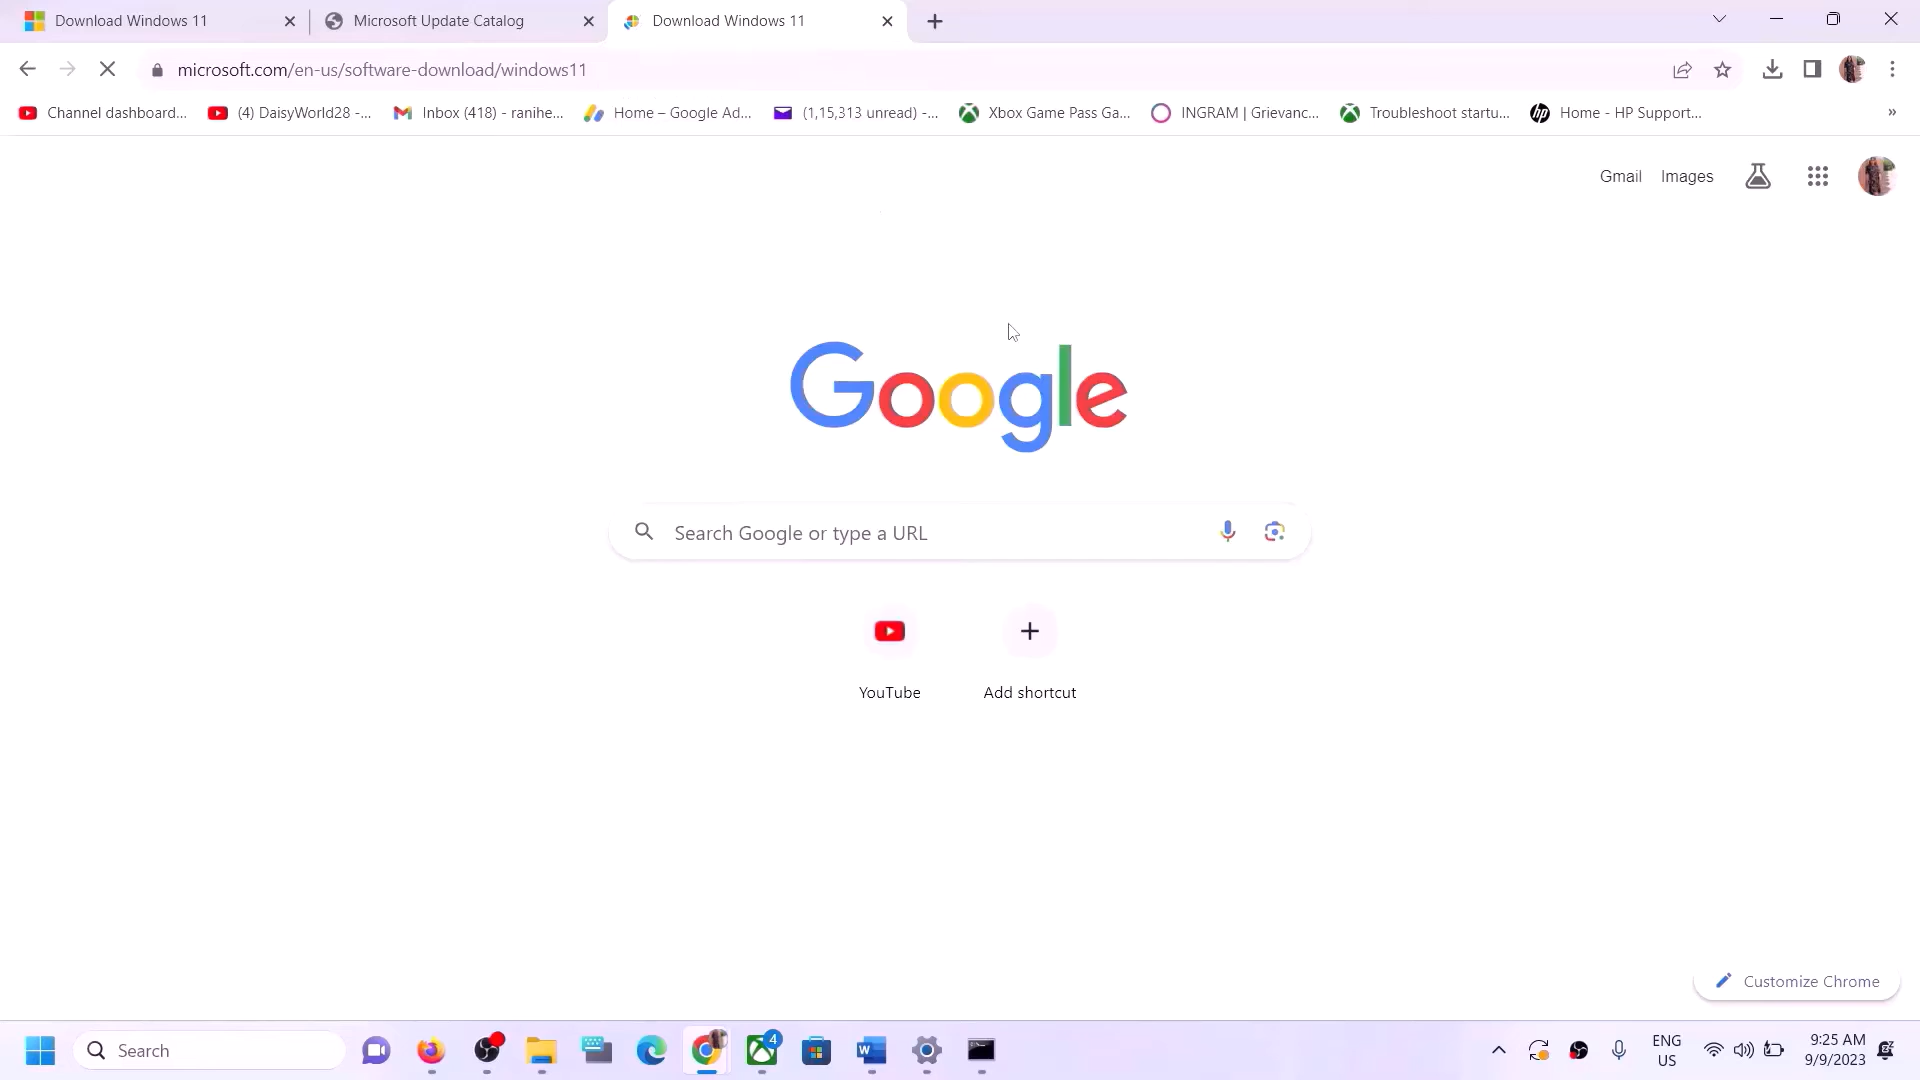 Download Windows 11
Microsoft Update Catalog
Download Windows 11
microsoft.com/en-us/software-download/windows11
Channel dashboard...
(4) DaisyWorld28 -...
Inbox (418) - ranihe...
Home – Google Ad...
(1,15,313 unread) -...
Xbox Game Pass Ga...
INGRAM | Grievanc...
Troubleshoot startu...
hp
Home - HP Support...
»
Gmail
Images
Google
Search Google or type a URL
YouTube
Add shortcut
Customize Chrome
Search
4
W
ENG
US
9:25 AM
9/9/2023